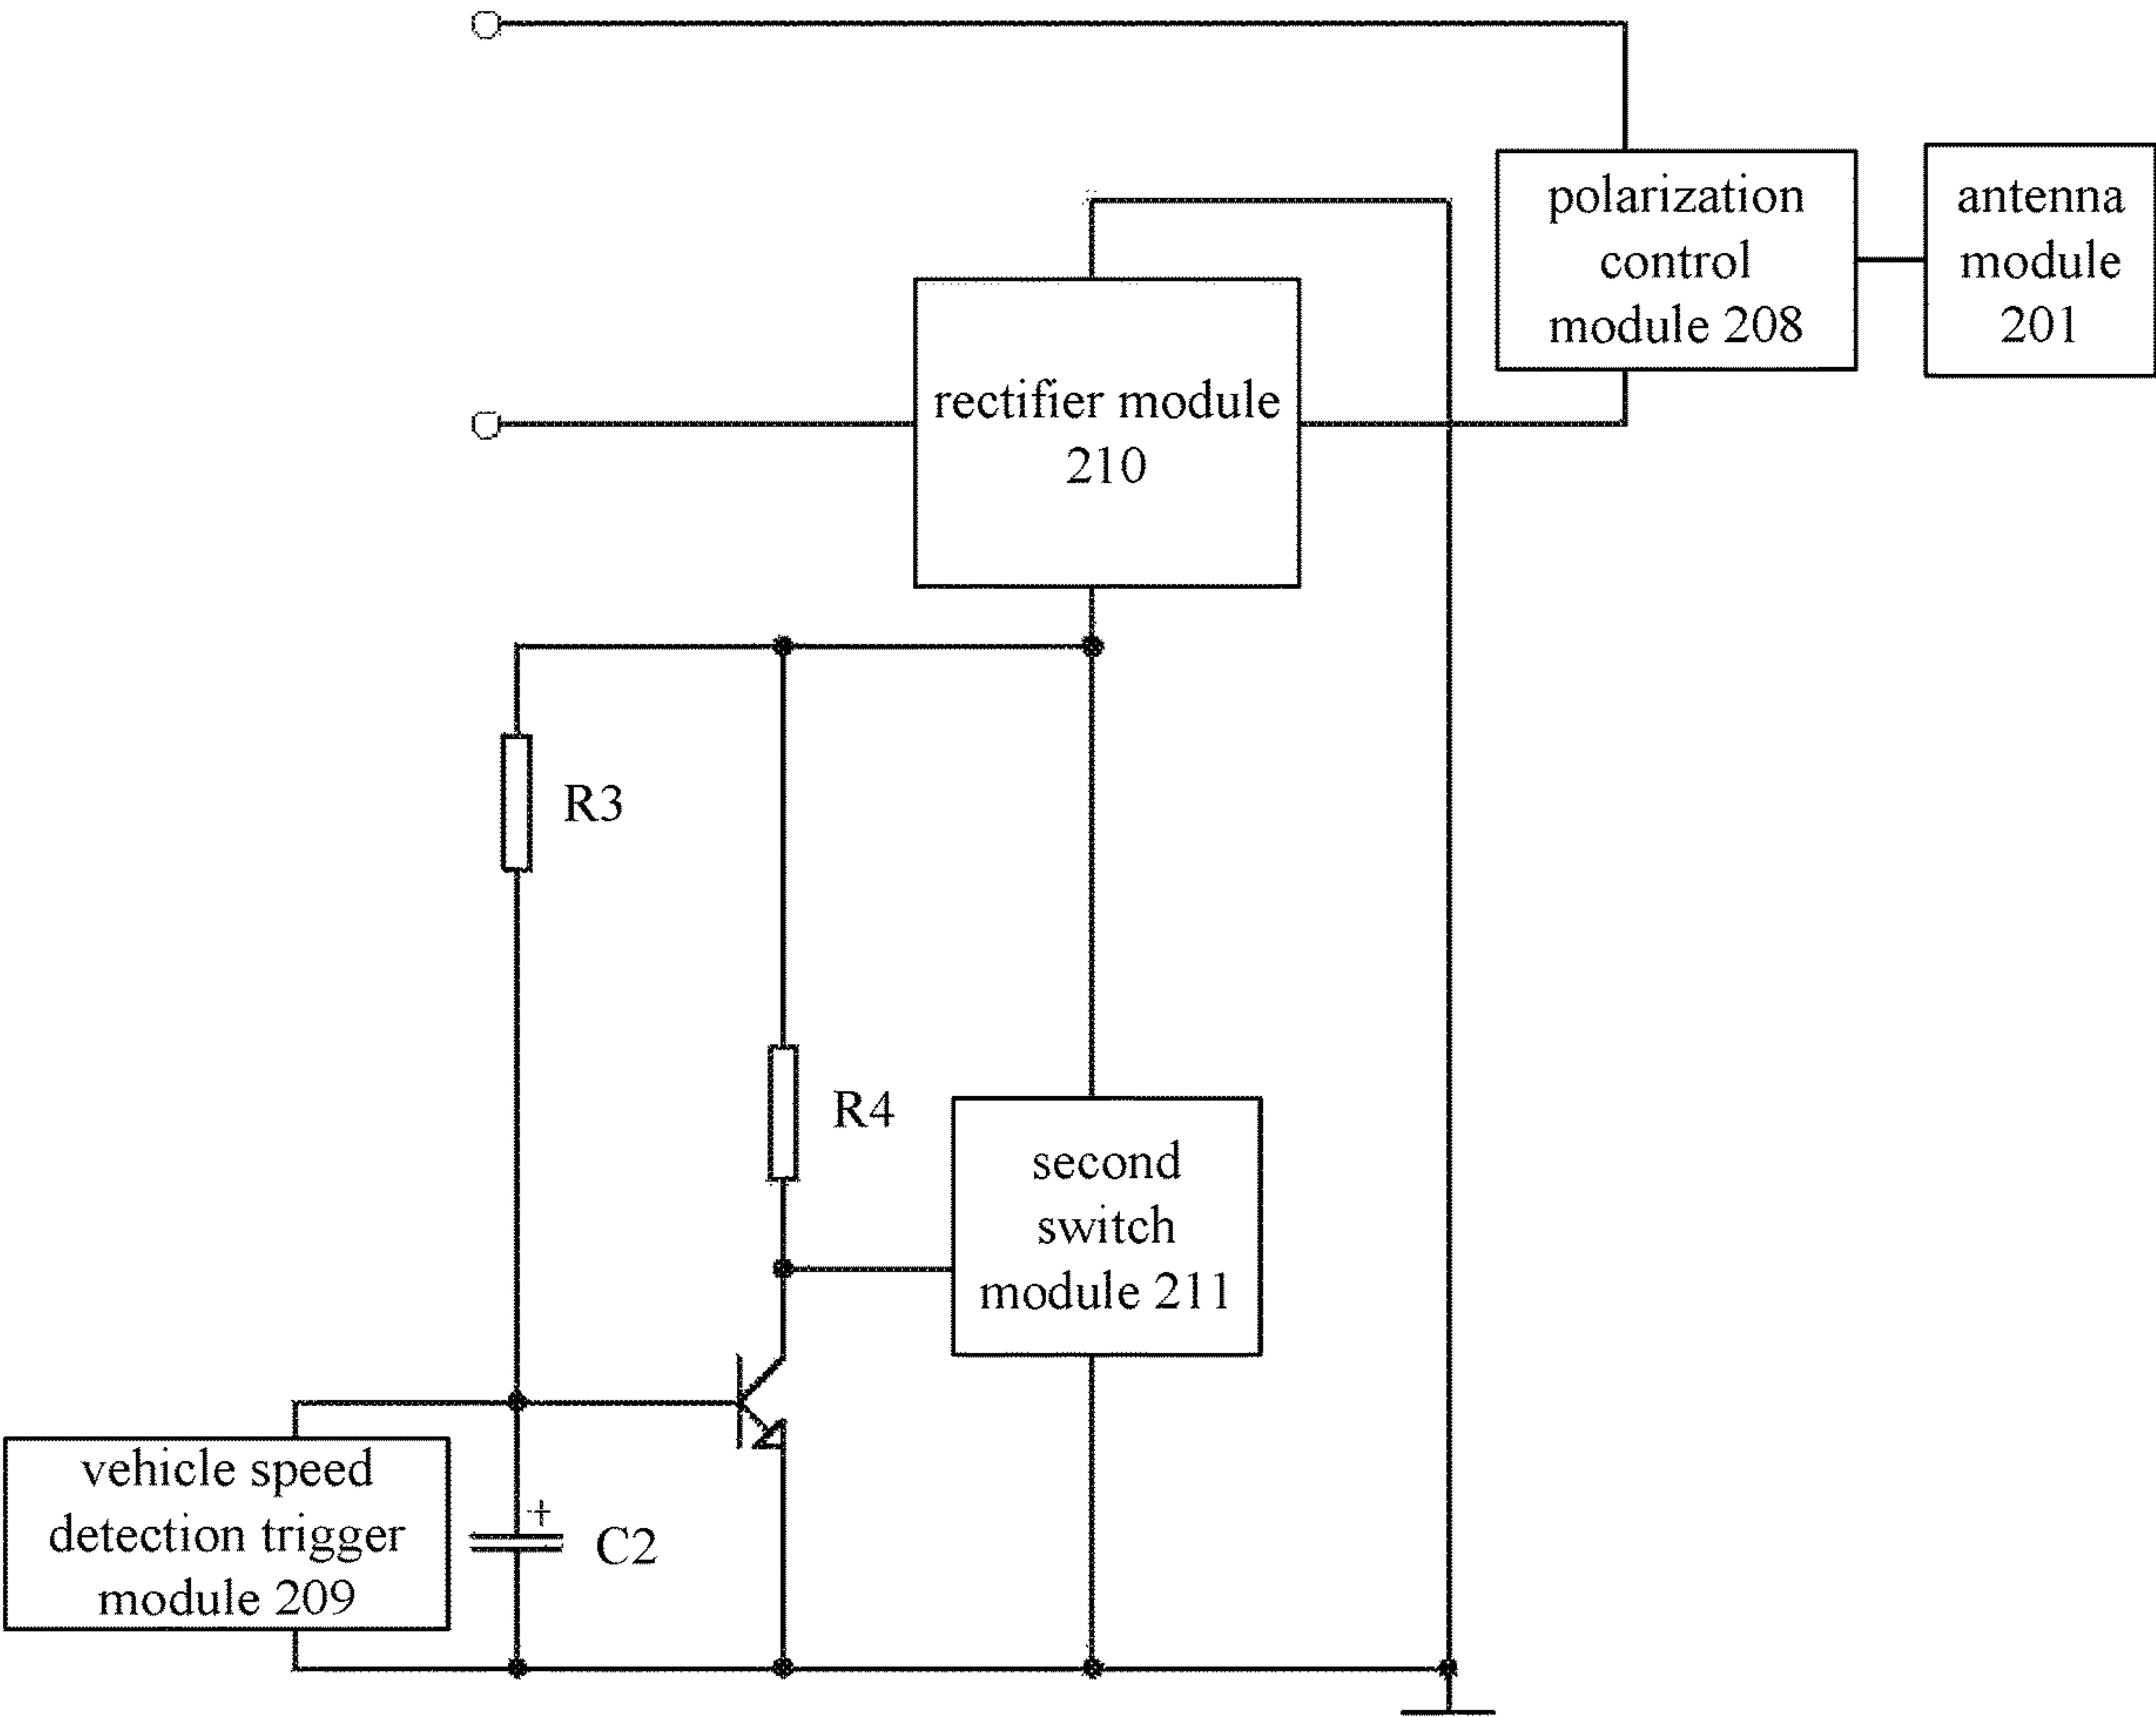 polarization
control
module 208
antenna
module
201
rectifier module
210
R3
R4
second
switch
module 211
vehicle speed
detection trigger
module 209
+
C2